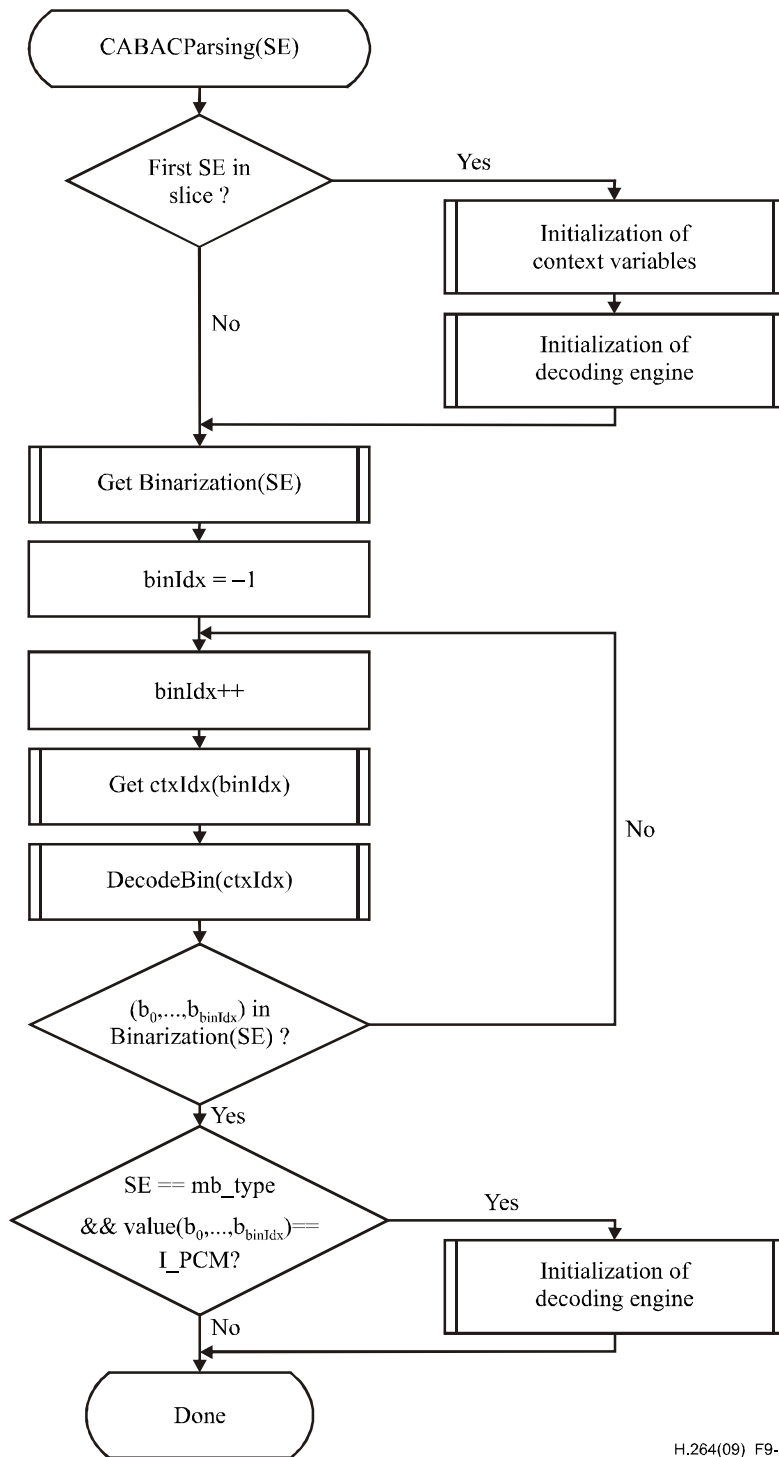 CABACParsing(SE)
First SE in
slice ?
Yes
Initialization of
context variables
No
Initialization of
decoding engine
Get Binarization(SE)
binIdx = –1
binIdx++
Get ctxIdx(binIdx)
No
DecodeBin(ctxIdx)
(b0,...,bbinIdx) in
Binarization(SE) ?
Yes
SE == mb_type
&& value(b0,...,bbinIdx)==
I_PCM?
Yes
Initialization of
decoding engine
No
Done
H.264(09)_F9-